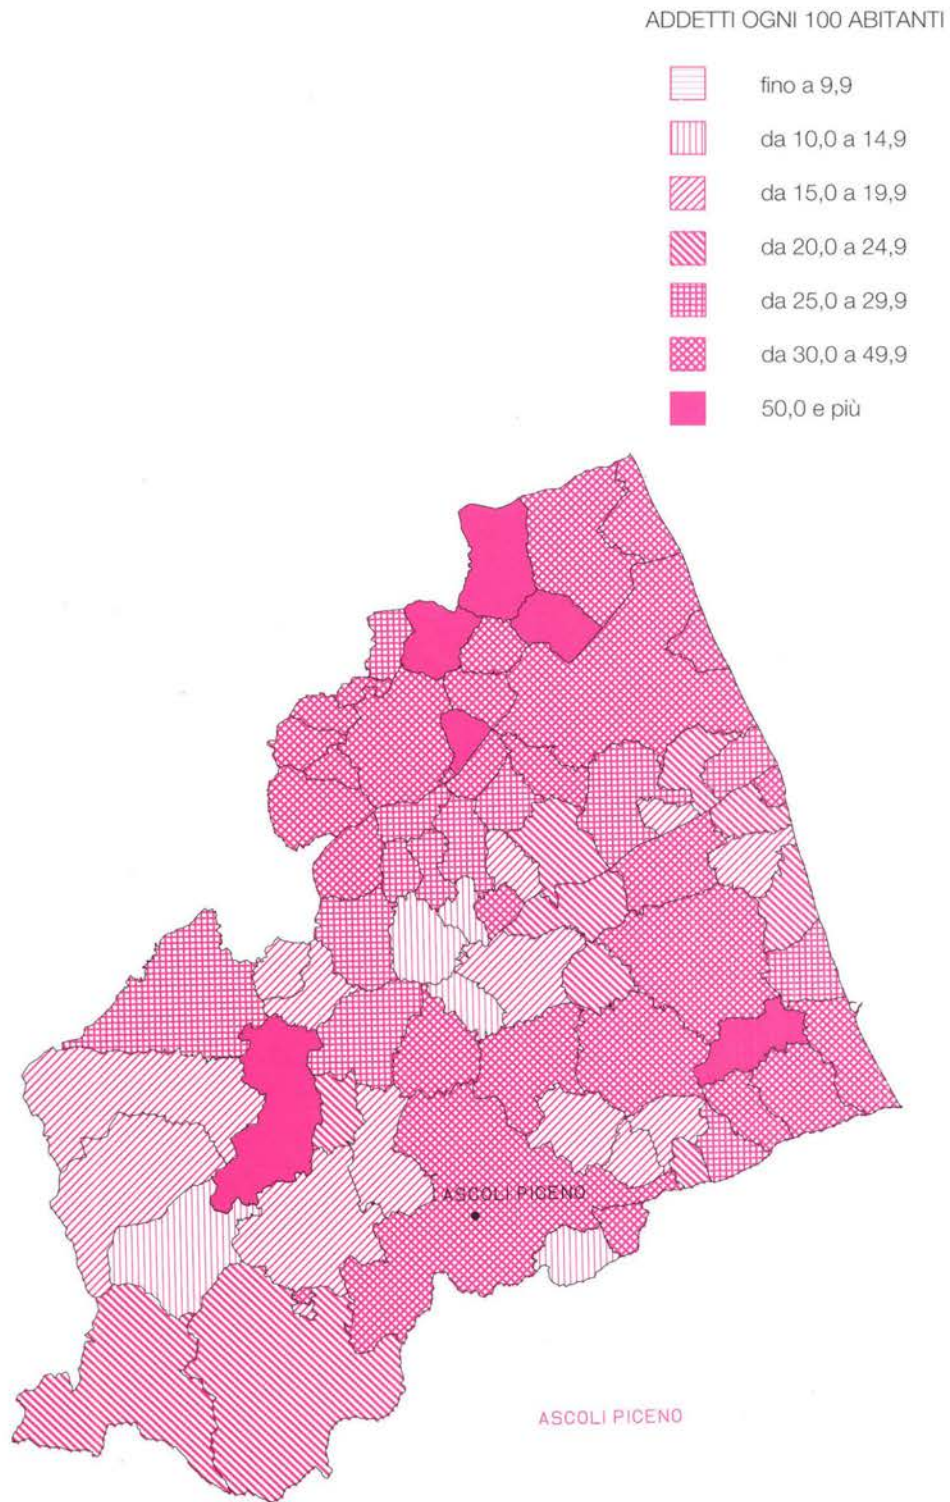 ADDETTI OGNI 100 ABITANTI
fino a 9,9
da 10,0 a 14,9
da 15,0 a 19,9
da 20,0 a 24,9
da 25,0 a 29,9
da 30,0 a 49,9
50,0 e più
ASCOLI PICENO
ASCOLI PICENO